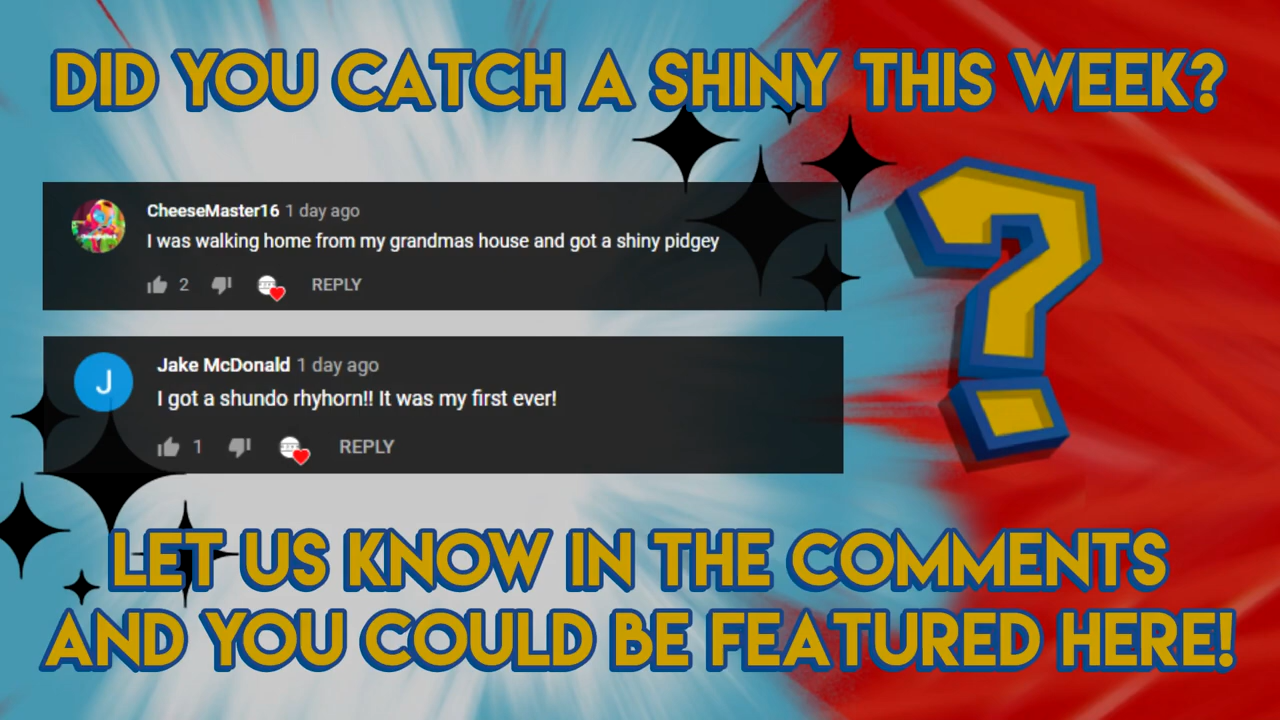 DID YOU CATCH A SHINY THIS WEEK?
CheeseMaster16 1 day ago
I was walking home from my grandmas house and got a shiny pidgey
2 REPLY
?
J
Jake McDonald 1 day ago
I got a shundo rhyhorn!! It was my first ever!
1 REPLY
LET US KNOW IN THE COMMENTS
AND YOU COULD BE FEATURED HERE!